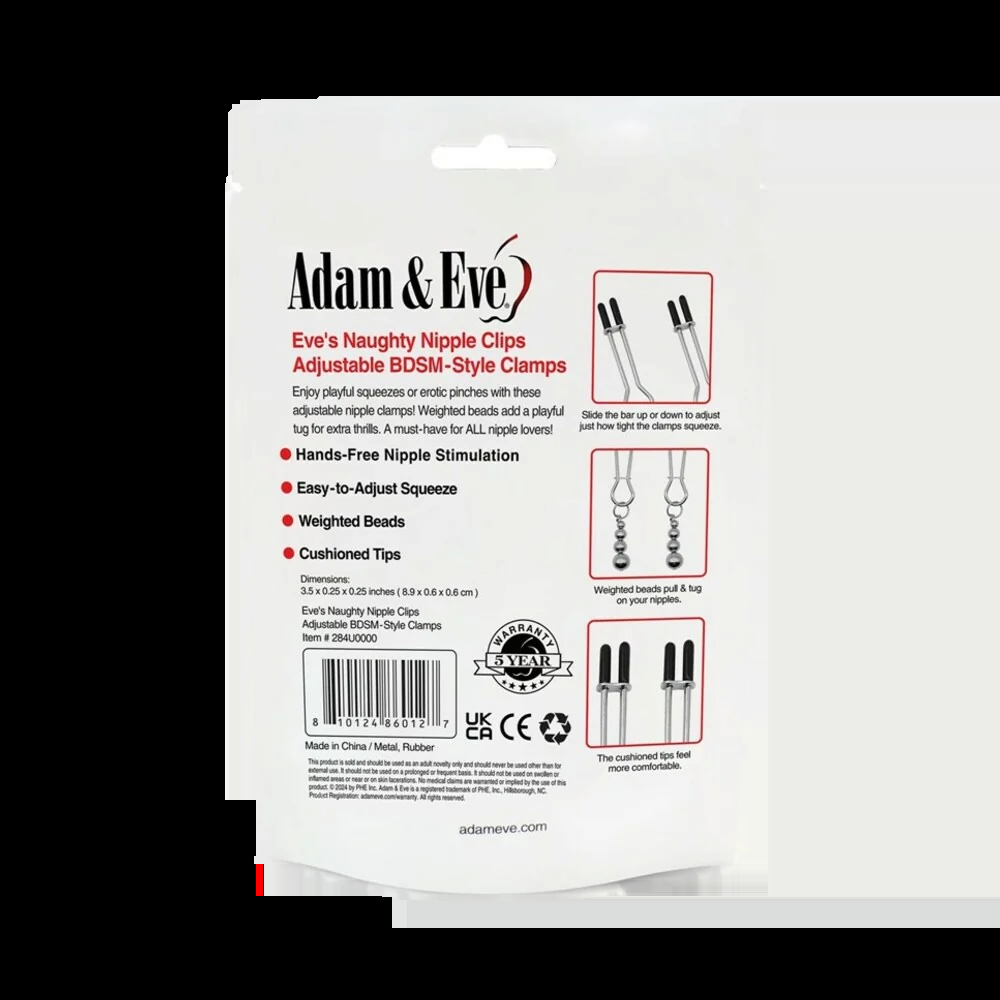 Adam & Eve®
Eve's Naughty Nipple Clips
Adjustable BDSM-Style Clamps
Enjoy playful squeezes or erotic pinches with these
adjustable nipple clamps! Weighted beads add a playful
tug for extra thrills. A must-have for ALL nipple lovers!
Hands-Free Nipple Stimulation
Easy-to-Adjust Squeeze
Weighted Beads
Cushioned Tips
Dimensions:
3.5 x 0.25 x 0.25 inches ( 8.9 x 0.6 x 0.6 cm )
Eve's Naughty Nipple Clips
Adjustable BDSM-Style Clamps
Item # 284U0000
8 10124 86012 7
WARRANTY
5 YEAR
UK
CA
CE
Made in China / Metal, Rubber
This product is sold and should be used as an adult novelty only and should never be used other than for
external use. It should not be used on a prolonged or frequent basis. It should not be used on swollen or
inflamed areas or near or on skin lacerations. No medical claims are warranted or implied by the use of this
product. © 2024 by PHE Inc. Adam & Eve is a registered trademark of PHE, Inc., Hillsborough, NC.
Product Registration: adameve.com/warranty. All rights reserved.
adameve.com
Slide the bar up or down to adjust
just how tight the clamps squeeze.
Weighted beads pull & tug
on your nipples.
The cushioned tips feel
more comfortable.